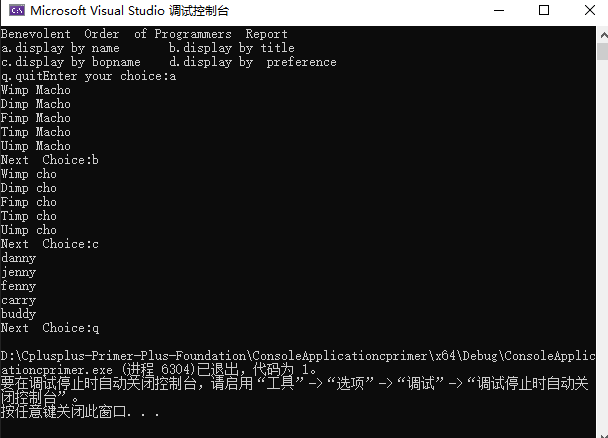 Microsoft Visual Studio 调试控制台
Benevolent  Order  of Programmers  Report
a.display by name       b.display by title
c.display by bopname    d.display by  preference
q.quitEnter your choice:a
Wimp Macho
Dimp Macho
Fimp Macho
Timp Macho
Uimp Macho
Next  Choice:b
Wimp cho
Dimp cho
Fimp cho
Timp cho
Uimp cho
Next  Choice:c
danny
jenny
fenny
carry
buddy
Next  Choice:q
D:\Cplusplus-Primer-Plus-Foundation\ConsoleApplicationcprimer\x64\Debug\ConsoleApplic
ationcprimer.exe (进程 6304)已退出，代码为 1。
要在调试停止时自动关闭控制台，请启用“工具”->“选项”->“调试”->“调试停止时自动关
闭控制台”。
按任意键关闭此窗口. . .